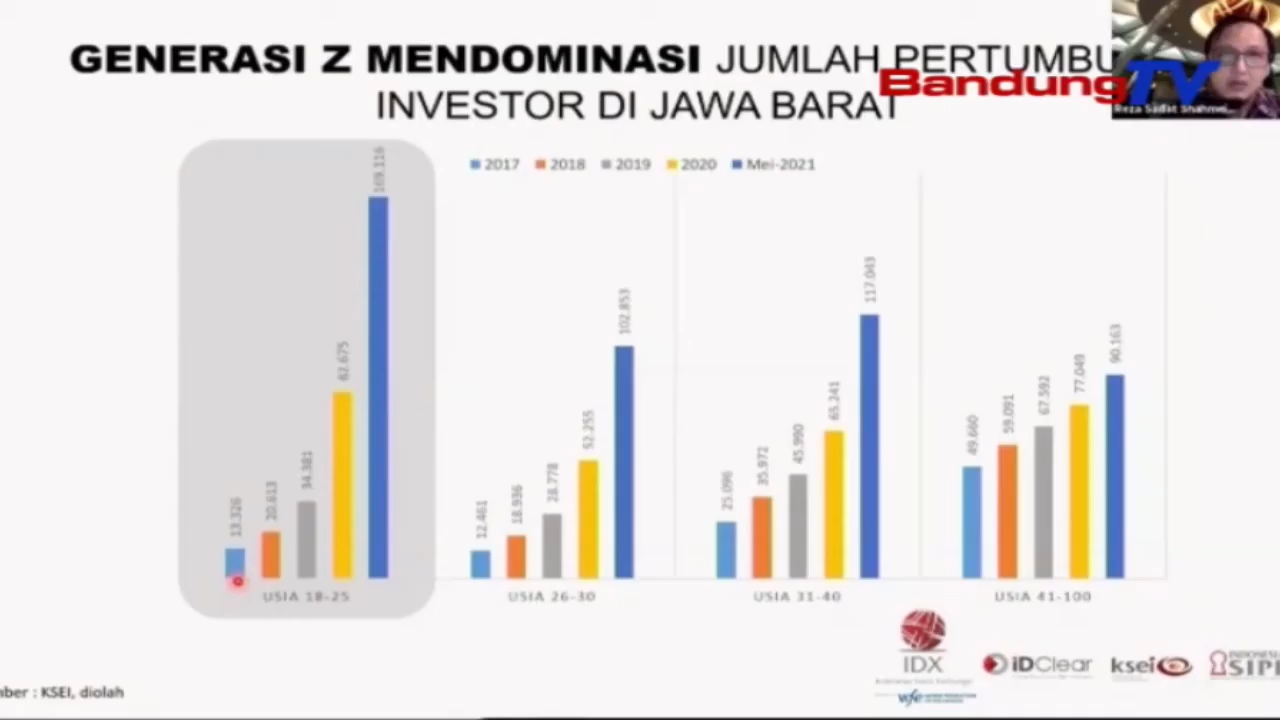 GENERASI Z MENDOMINASI JUMLAH PERTUMBU
INVESTOR DI JAWA BARAT
BandungTV
2017 2018 2019 2020 Mei-2021
13.326 20.613 34.381 82.675 169.116
12.461 18.936 28.778 52.255 102.853
25.096 35.972 45.990 65.241 117.043
49.660 59.091 67.592 77.049 90.163
USIA 18-25 USIA 26-30 USIA 31-40 USIA 41-100
IDX
wfe
iDClear
ksei
SIP
mber : KSEI, diolah